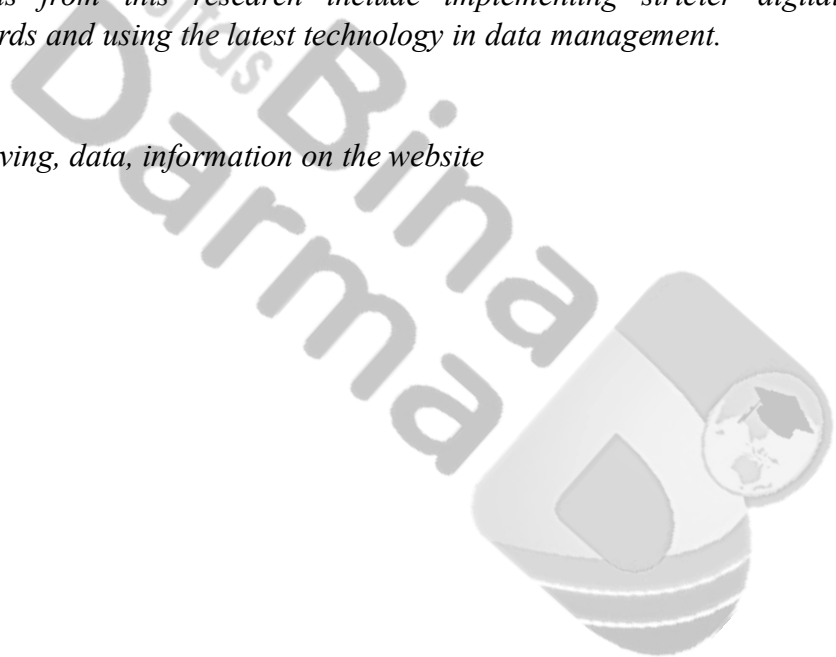 s from this research include implementing stricter digital
rds and using the latest technology in data management.
ving, data, information on the website
Bina
Darma